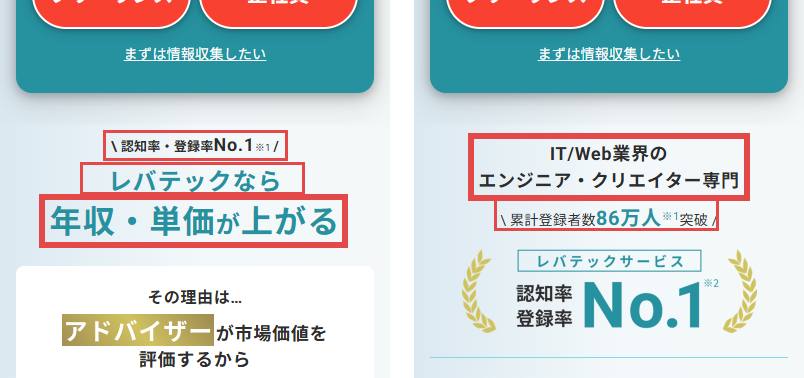 まずは情報収集したい
\ 認知率・登録率No.1※1 /
レバテックなら
年収・単価が上がる
その理由は…
アドバイザーが市場価値を
評価するから
まずは情報収集したい
IT/Web業界の
エンジニア・クリエイター専門
\ 累計登録者数86万人※1突破 /
レバテックサービス
認知率
登録率
No.1※2